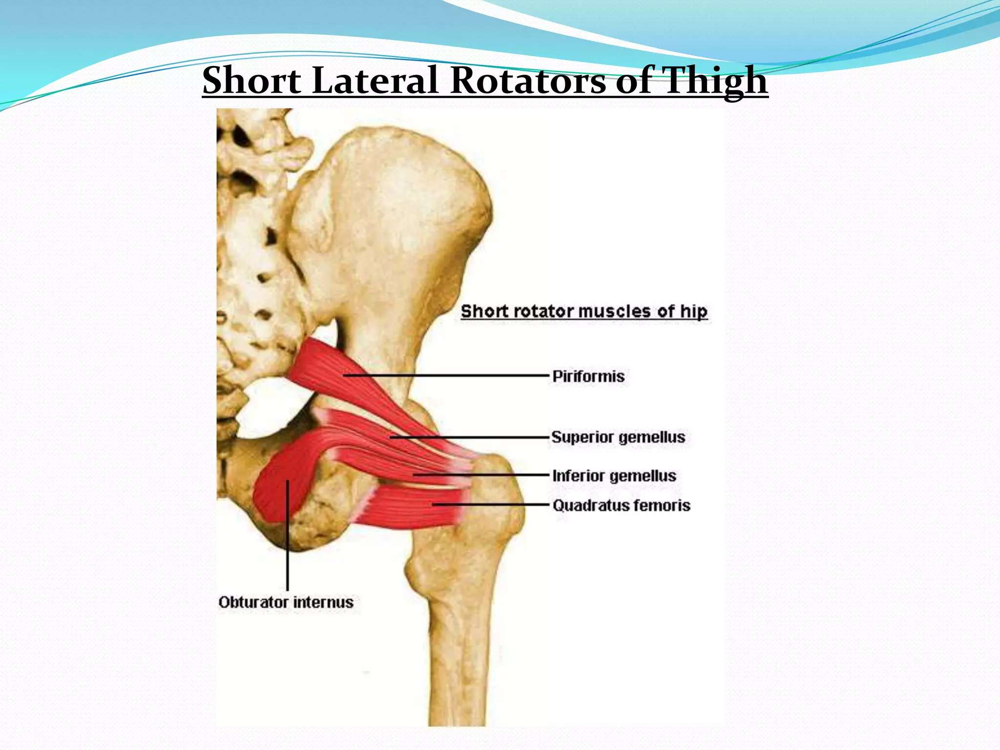 Short Lateral Rotators of Thigh
Short rotator muscles of hip
Piriformis
Superior gemellus
Inferior gemellus
Quadratus femoris
Obturator internus